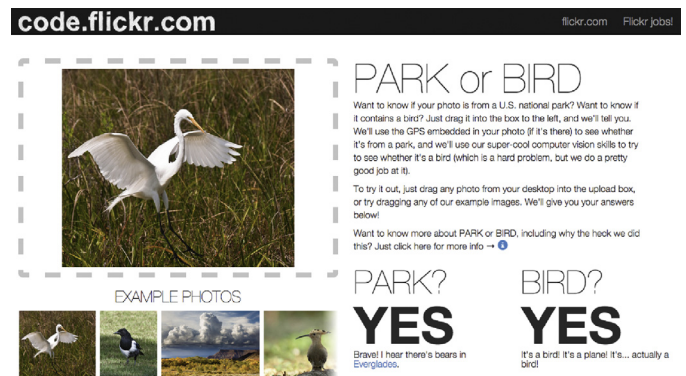 code.flickr.com
flickr.com Flickr jobs!
PARK or BIRD
Want to know if your photo is from a U.S. national park? Want to know if
it contains a bird? Just drag it into the box to the left, and we'll tell you.
We'll use the GPS embedded in your photo (if it's there) to see whether
it's from a park, and we'll use our super-cool computer vision skills to try
to see whether it's a bird (which is a hard problem, but we do a pretty
good job at it).
To try it out, just drag any photo from your desktop into the upload box,
or try dragging any of our example images. We'll give you your answers
below!
Want to know more about PARK or BIRD, including why the heck we did
this? Just click here for more info →
EXAMPLE PHOTOS
PARK?
YES
Brave! I hear there's bears in
Everglades.
BIRD?
YES
It's a bird! It's a plane! It's... actually a
bird!